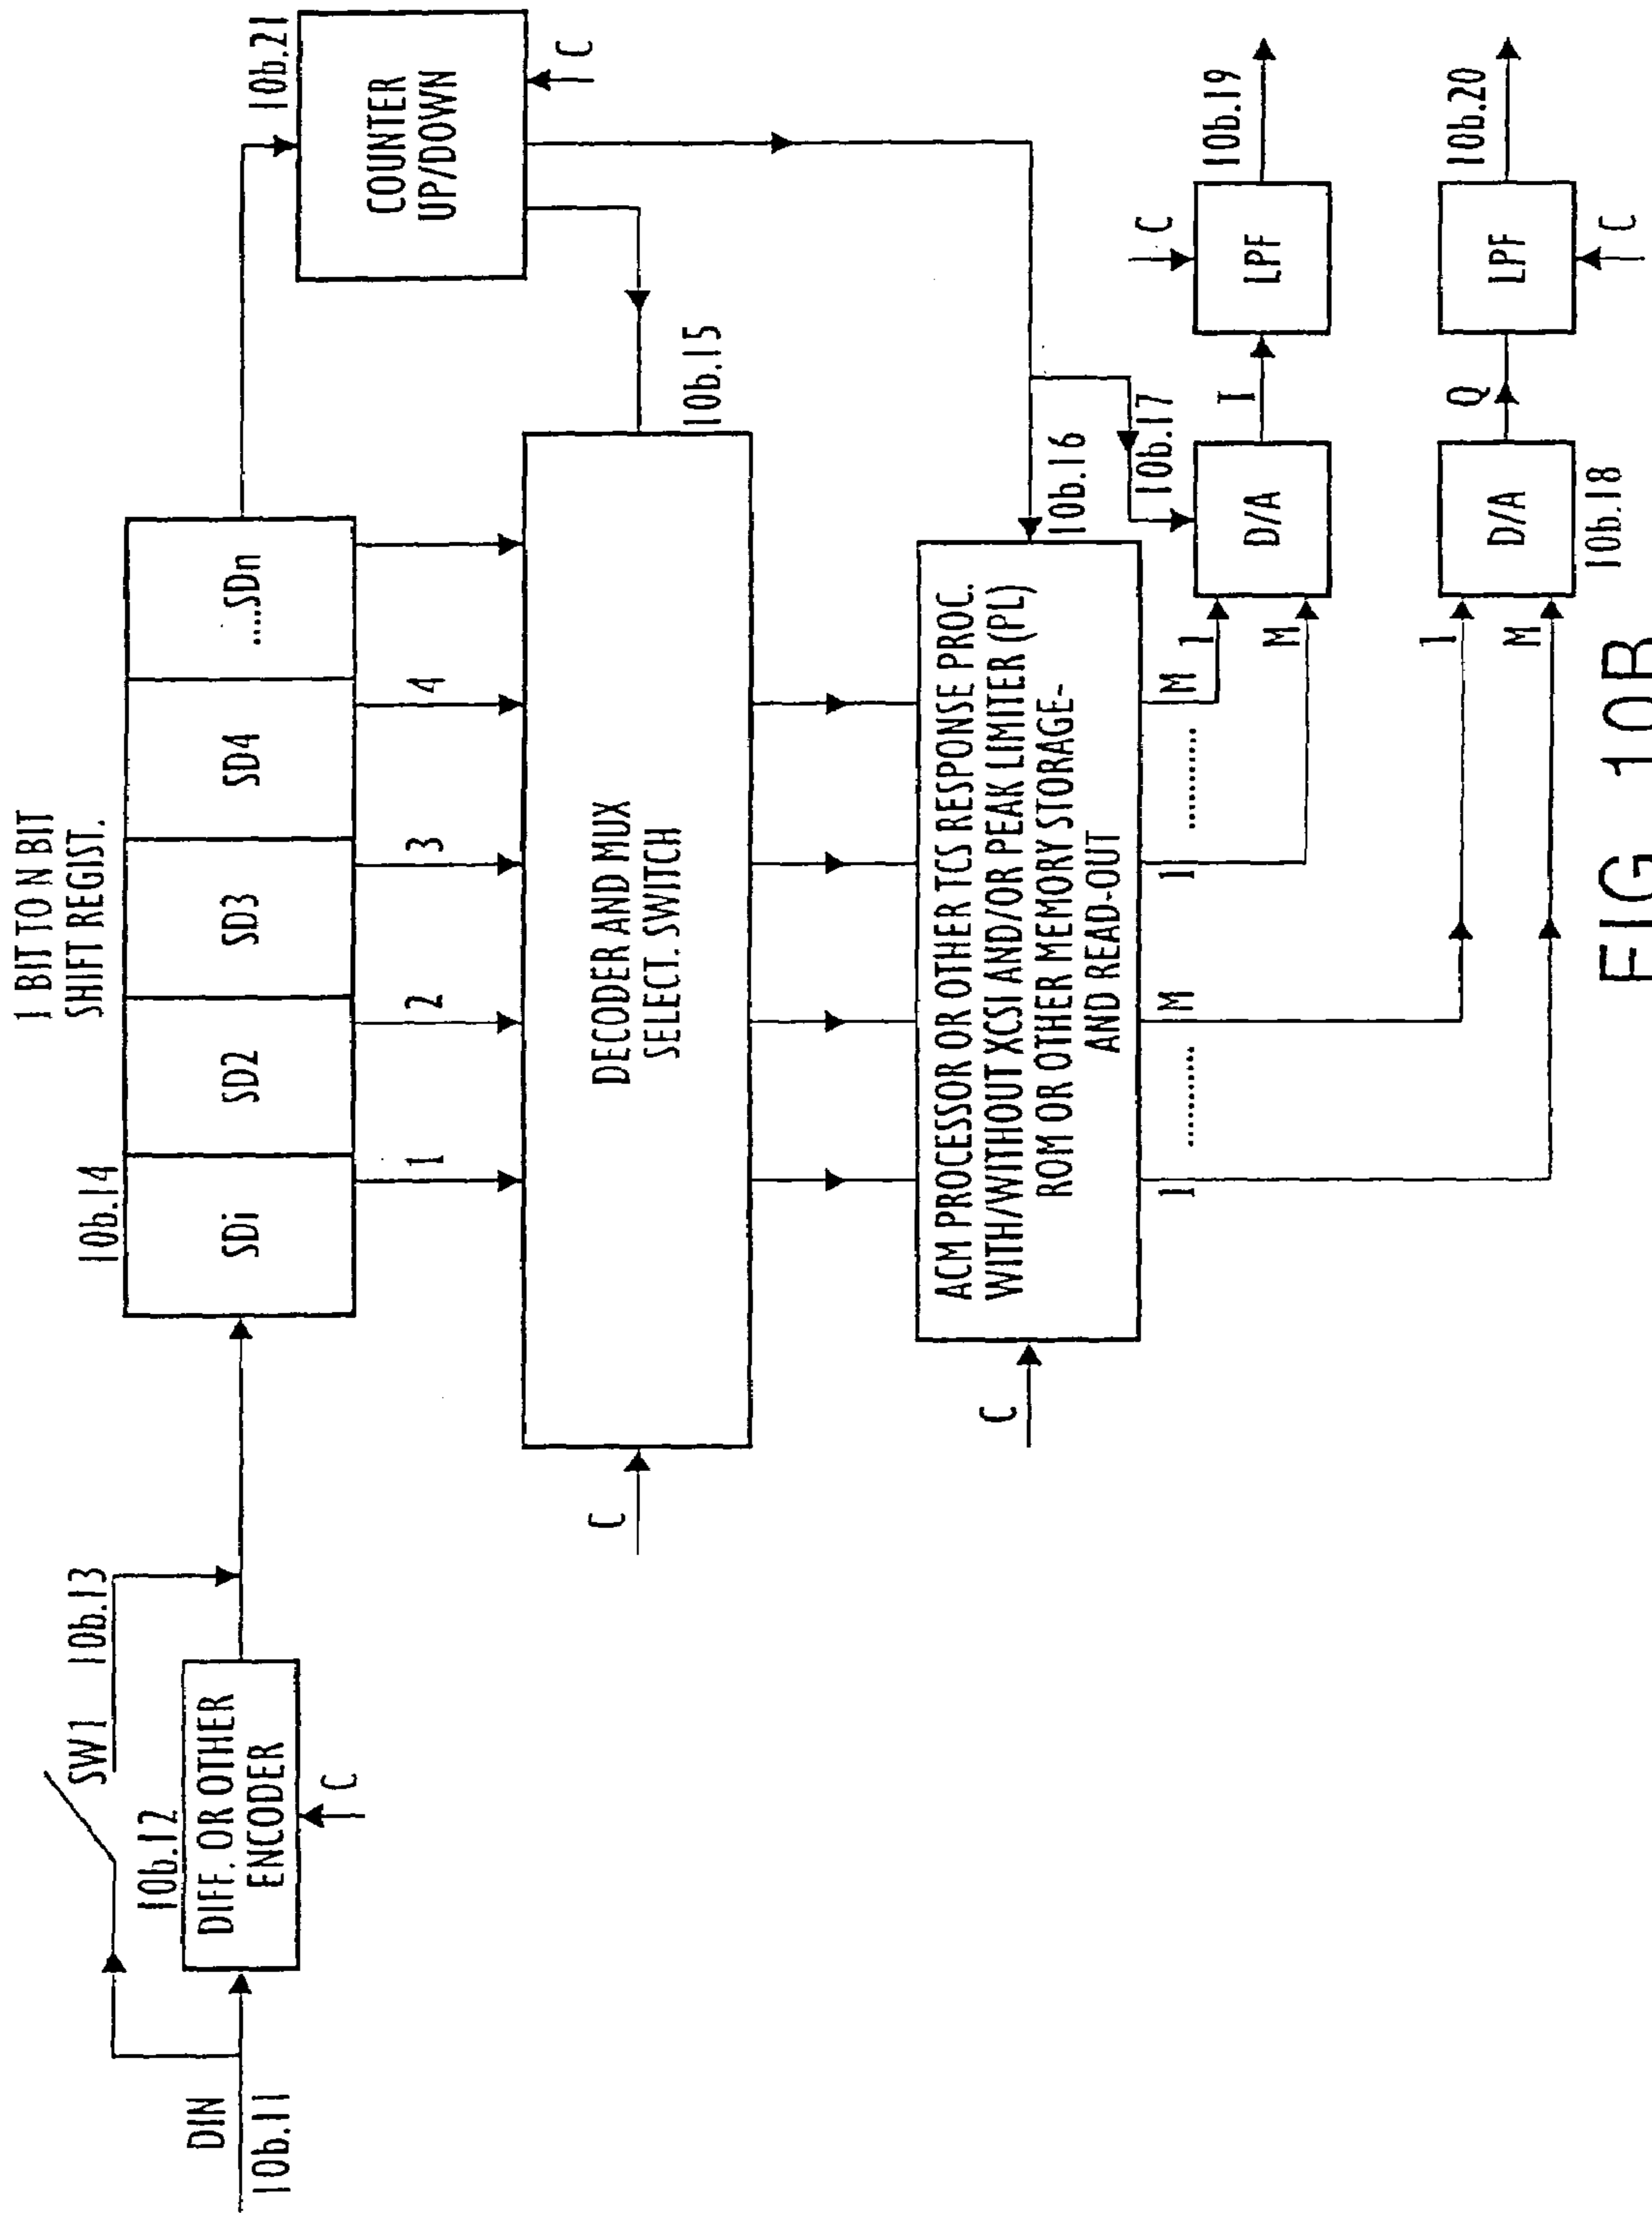 DIN
10b.11
SW1 10b.13
10b.12
DIFF. OR OTHER
ENCODER
C
1 BIT TO N BIT
SHIFT REGIST.
10b.14
SDi
SD2
SD3
SD4
.....SDn
10b.21
COUNTER
UP/DOWN
C
1
2
3
4
10b.15
DECODER AND MUX
SELECT. SWITCH
C
10b.16
ACM PROCESSOR OR OTHER TCS RESPONSE PROC.
WITH/WITHOUT XCSI AND/OR PEAK LIMITER (PL)
ROM OR OTHER MEMORY STORAGE-
AND READ-OUT
C
1
..........
M
1
..........
M
10b.17
1
M
D/A
I
C
LPF
10b.19
1
M
D/A
10b.18
Q
LPF
C
10b.20
FIG 10B